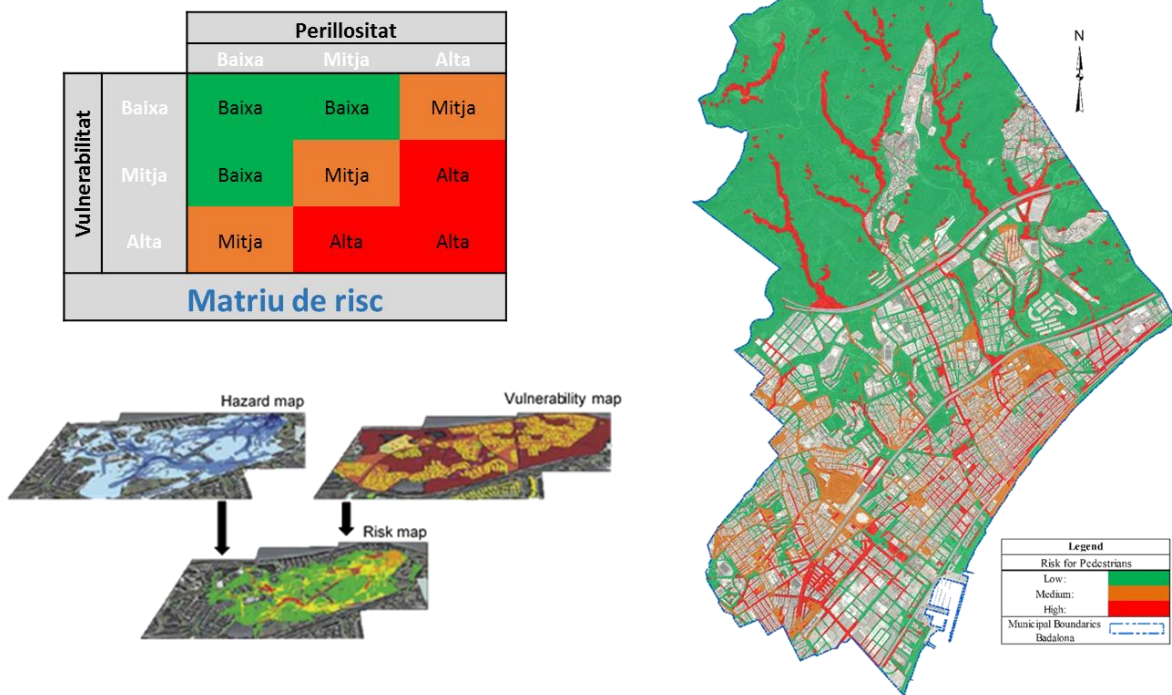 Perillositat
Baixa Mitja Alta
Vulnerabilitat
Baixa Baixa Baixa Mitja
Mitja Baixa Mitja Alta
Alta Mitja Alta Alta
Matriu de risc
Hazard map
Vulnerability map
Risk map
N
Legend
Risk for Pedestrians
Low:
Medium:
High:
Municipal Boundaries
Badalona